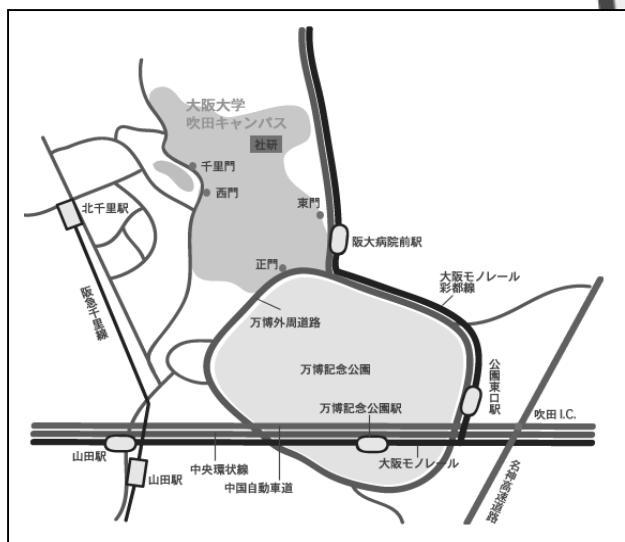 大阪大学
吹田キャンパス
社研
千里門
西門
東門
北千里駅
阪大病院前駅
正門
大阪モノレール
彩都線
阪急千里線
万博外周道路
万博記念公園
公園東口駅
万博記念公園駅
吹田 I.C.
山田駅
中央環状線
大阪モノレール
山田駅
中国自動車道
名神高速道路